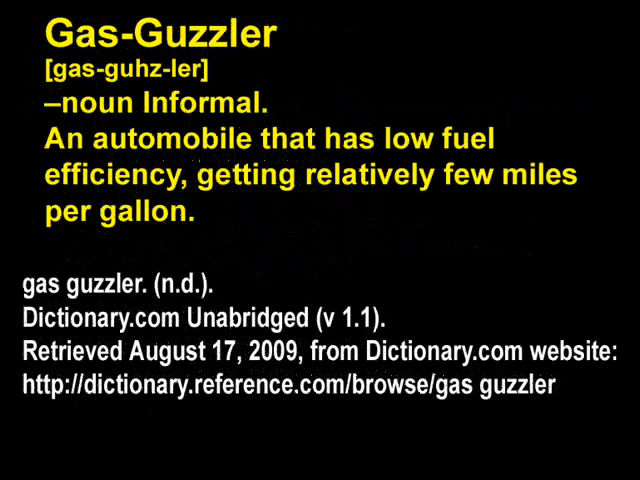 Gas-Guzzler
[gas-guhz-ler]
–noun Informal.
An automobile that has low fuel
efficiency, getting relatively few miles
per gallon.
gas guzzler. (n.d.).
Dictionary.com Unabridged (v 1.1).
Retrieved August 17, 2009, from Dictionary.com website:
http://dictionary.reference.com/browse/gas guzzler